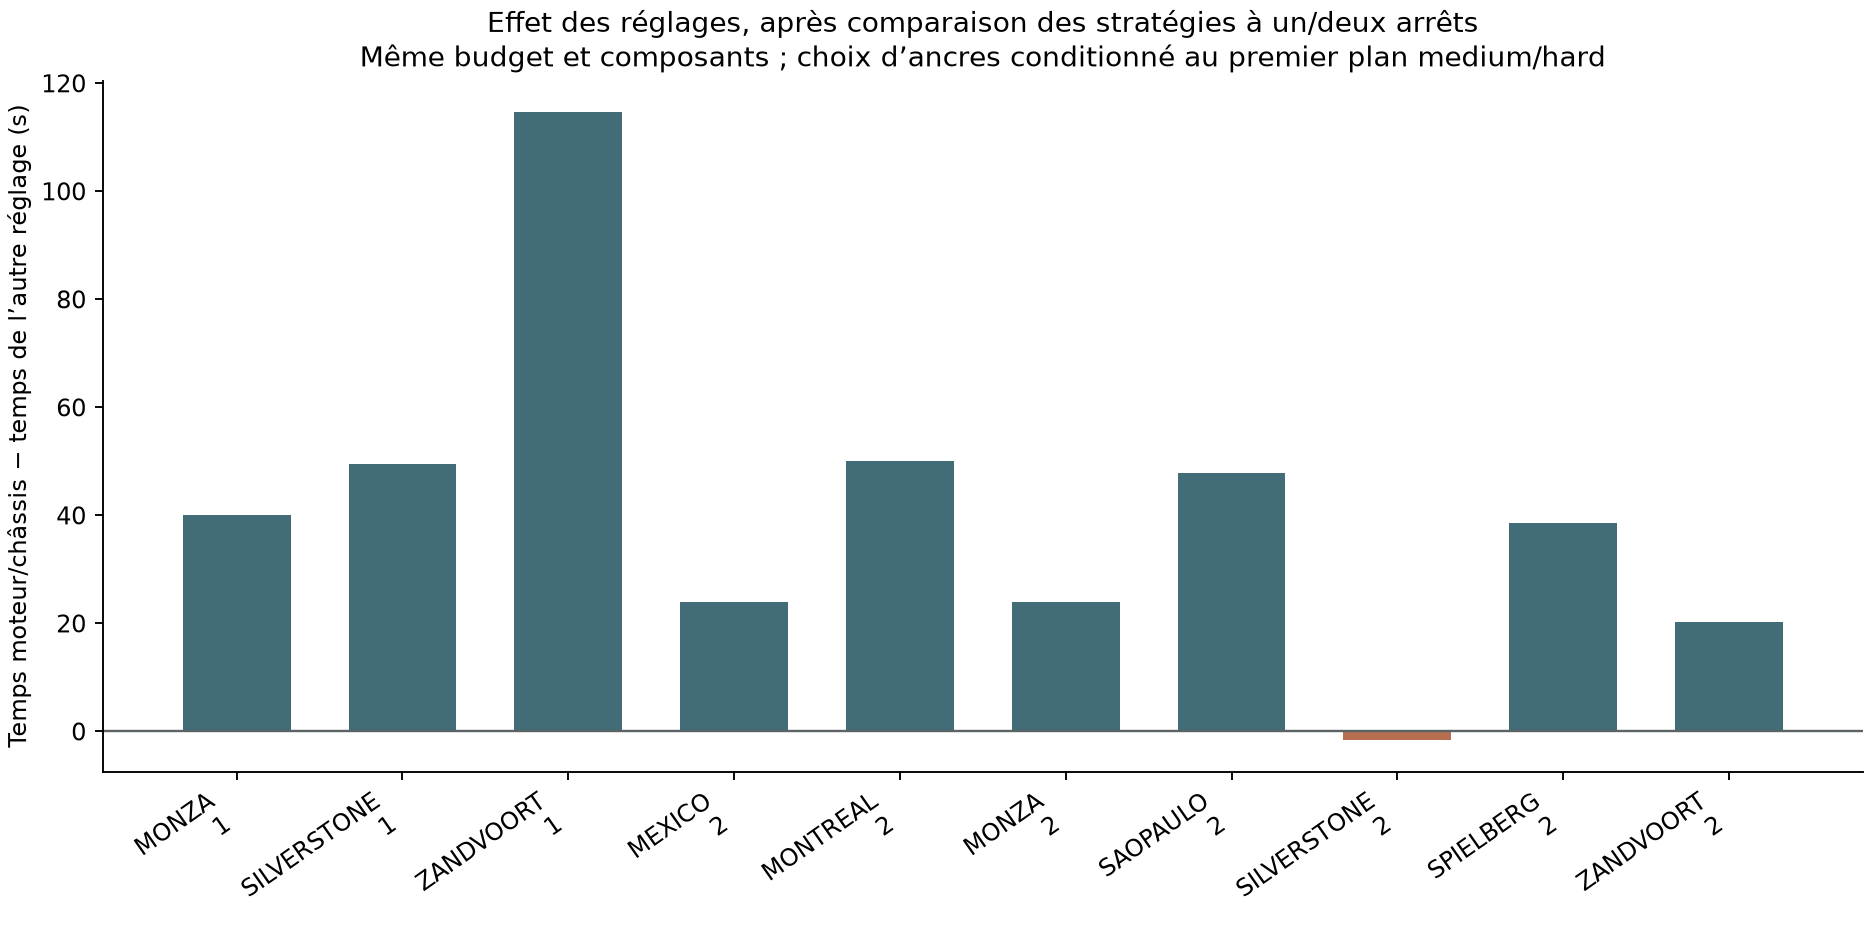 Effet des réglages, après comparaison des stratégies à un/deux arrêts
Même budget et composants ; choix d’ancres conditionné au premier plan medium/hard
Temps moteur/châssis − temps de l’autre réglage (s)
120
100
80
60
40
20
0
MONZA
1
SILVERSTONE
1
ZANDVOORT
1
MEXICO
2
MONTREAL
2
MONZA
2
SAOPAULO
2
SILVERSTONE
2
SPIELBERG
2
ZANDVOORT
2